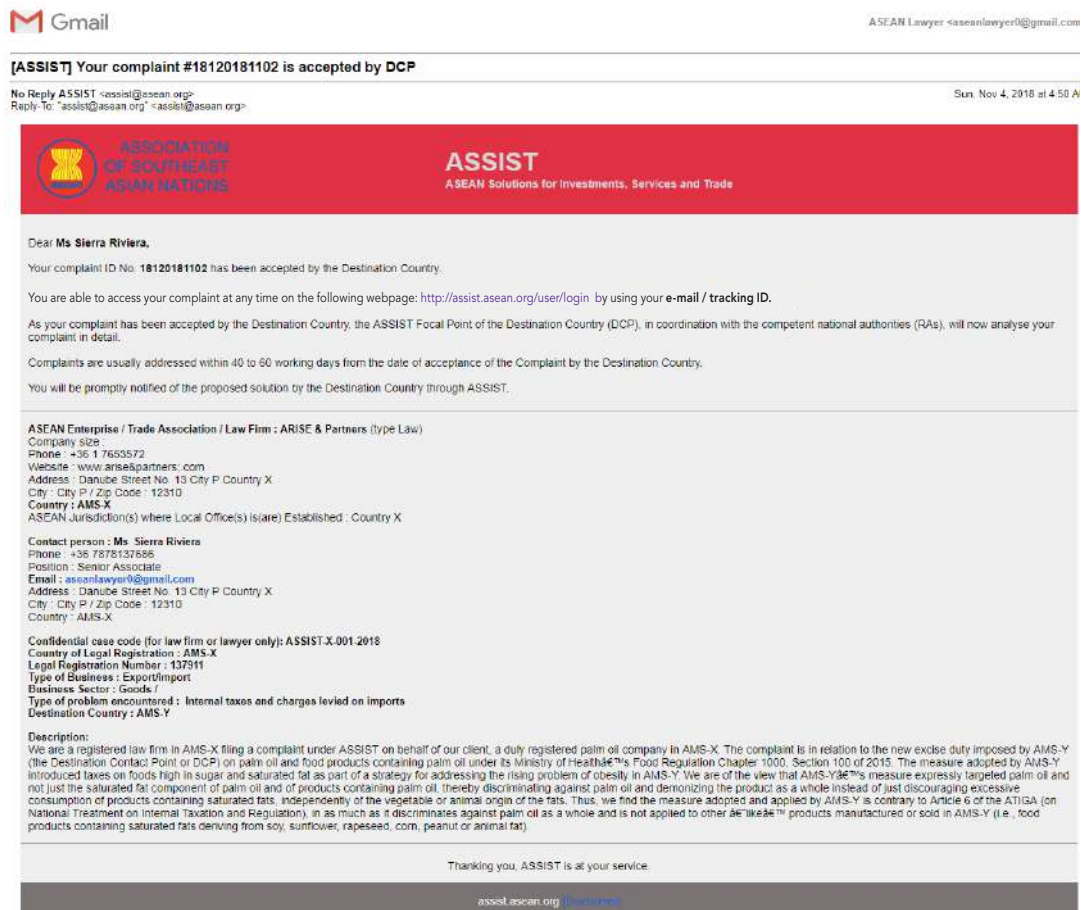 Gmail
ASEAN Lawyer <aseanlawyer0@gmail.com
[ASSIST] Your complaint #18120181102 is accepted by DCP
No Reply ASSIST <assist@asean.org>
Sun, Nov 4, 2018 at 4:50 A
Reply-To: "assist@asean.org" <assist@asean.org>
ASSOCIATION
OF SOUTHEAST
ASIAN NATIONS
ASSIST
ASEAN Solutions for Investments, Services and Trade
Dear Ms Sierra Riviera,
Your complaint ID No. 18120181102 has been accepted by the Destination Country.
You are able to access your complaint at any time on the following webpage: http://assist.asean.org/user/login by using your e-mail / tracking ID.
As your complaint has been accepted by the Destination Country, the ASSIST Focal Point of the Destination Country (DCP), in coordination with the competent national authorities (RAs), will now analyse your
complaint in detail.
Complaints are usually addressed within 40 to 60 working days from the date of acceptance of the Complaint by the Destination Country.
You will be promptly notified of the proposed solution by the Destination Country through ASSIST.
ASEAN Enterprise / Trade Association / Law Firm : ARISE & Partners (type Law)
Company size :
Phone : +36 1 7653572
Website : www.arise&partners;.com
Address : Danube Street No. 13 City P Country X
City : City P / Zip Code : 12310
Country : AMS-X
ASEAN Jurisdiction(s) where Local Office(s) is(are) Established : Country X
Contact person : Ms Sierra Riviera
Phone : +36 7878137686
Position : Senior Associate
Email : aseanlawyer0@gmail.com
Address : Danube Street No. 13 City P Country X
City : City P / Zip Code : 12310
Country : AMS-X
Confidential case code (for law firm or lawyer only): ASSIST-X-001-2018
Country of Legal Registration : AMS-X
Legal Registration Number : 137911
Type of Business : Export/Import
Business Sector : Goods /
Type of problem encountered : Internal taxes and charges levied on imports
Destination Country : AMS-Y
Description:
We are a registered law firm in AMS-X filing a complaint under ASSIST on behalf of our client, a duly registered palm oil company in AMS-X. The complaint is in relation to the new excise duty imposed by AMS-Y
(the Destination Contact Point or DCP) on palm oil and food products containing palm oil under its Ministry of Healthâ€™s Food Regulation Chapter 1000, Section 100 of 2015. The measure adopted by AMS-Y
introduced taxes on foods high in sugar and saturated fat as part of a strategy for addressing the rising problem of obesity in AMS-Y. We are of the view that AMS-Yâ€™s measure expressly targeted palm oil and
not just the saturated fat component of palm oil and of products containing palm oil, thereby discriminating against palm oil and demonizing the product as a whole instead of just discouraging excessive
consumption of products containing saturated fats, independently of the vegetable or animal origin of the fats. Thus, we find the measure adopted and applied by AMS-Y is contrary to Article 6 of the ATIGA (on
National Treatment on Internal Taxation and Regulation), in as much as it discriminates against palm oil as a whole and is not applied to other â€˜likeâ€™ products manufactured or sold in AMS-Y (i.e., food
products containing saturated fats deriving from soy, sunflower, rapeseed, corn, peanut or animal fat).
Thanking you, ASSIST is at your service.
assist.asean.org